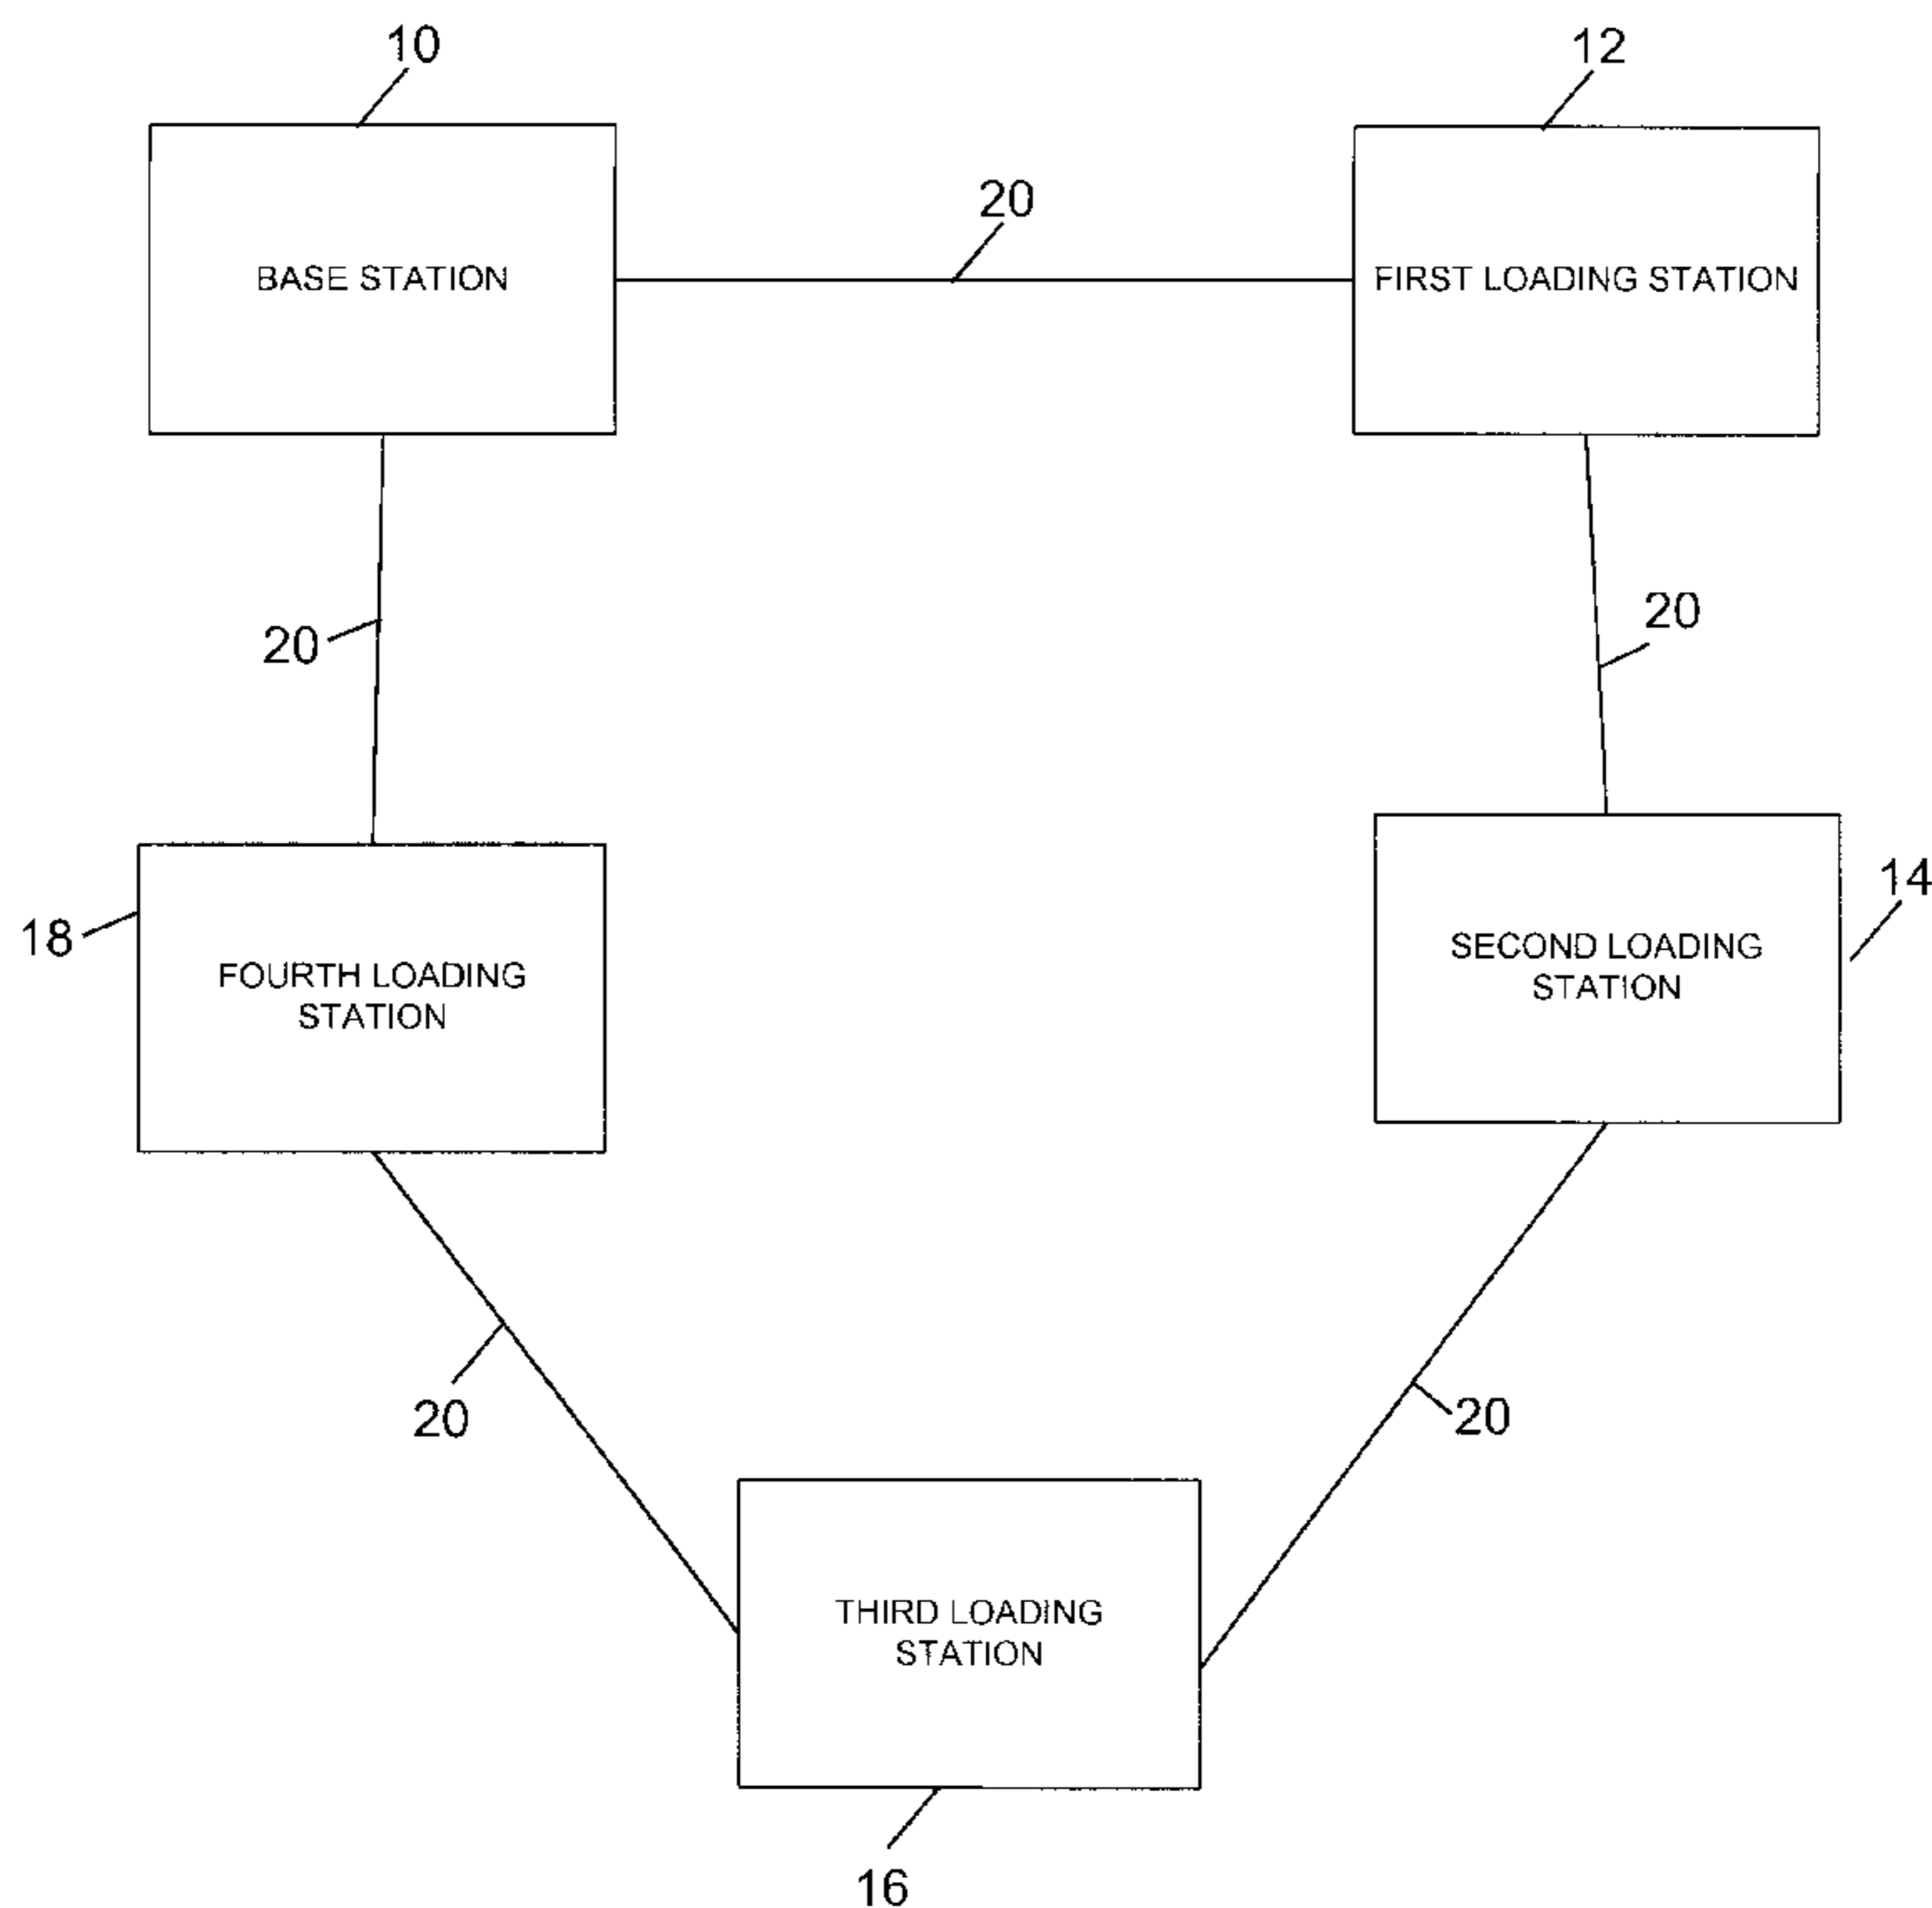 10
12
20
BASE STATION
FIRST LOADING STATION
20
20
14
18
SECOND LOADING
STATION
FOURTH LOADING
STATION
20
20
THIRD LOADING
STATION
16